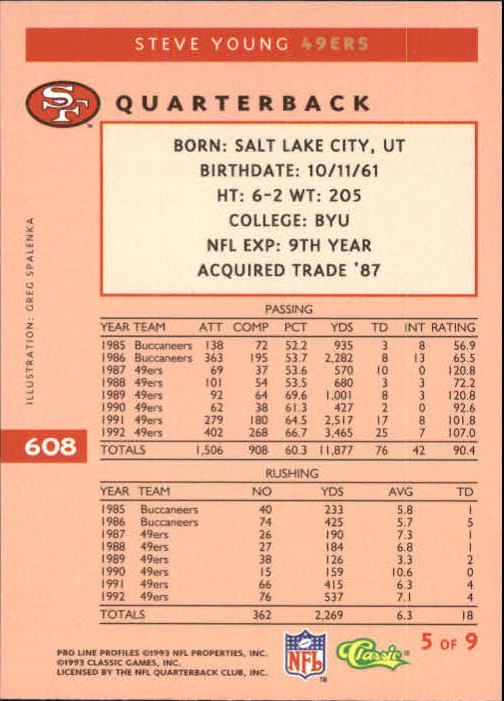 STEVE YOUNG 49ERS
SF
QUARTERBACK
BORN: SALT LAKE CITY, UT
BIRTHDATE: 10/11/61
HT: 6-2 WT: 205
COLLEGE: BYU
NFL EXP: 9TH YEAR
ACQUIRED TRADE '87
ILLUSTRATION: GREG SPALENKA
608
PASSING
YEAR TEAM ATT COMP PCT YDS TD INT RATING
1985 Buccaneers 138 72 52.2 935 3 8 56.9
1986 Buccaneers 363 195 53.7 2,282 8 13 65.5
1987 49ers 69 37 53.6 570 10 0 120.8
1988 49ers 101 54 53.5 680 3 3 72.2
1989 49ers 92 64 69.6 1,001 8 3 120.8
1990 49ers 62 38 61.3 427 2 0 92.6
1991 49ers 279 180 64.5 2,517 17 8 101.8
1992 49ers 402 268 66.7 3,465 25 7 107.0
TOTALS 1,506 908 60.3 11,877 76 42 90.4
RUSHING
YEAR TEAM NO YDS AVG TD
1985 Buccaneers 40 233 5.8 1
1986 Buccaneers 74 425 5.7 5
1987 49ers 26 190 7.3 1
1988 49ers 27 184 6.8 1
1989 49ers 38 126 3.3 2
1990 49ers 15 159 10.6 0
1991 49ers 66 415 6.3 4
1992 49ers 76 537 7.1 4
TOTALS 362 2,269 6.3 18
PRO LINE PROFILES ©1993 NFL PROPERTIES, INC.
©1993 CLASSIC GAMES, INC.
LICENSED BY THE NFL QUARTERBACK CLUB, INC.
NFL
TM
Classic®
5 OF 9